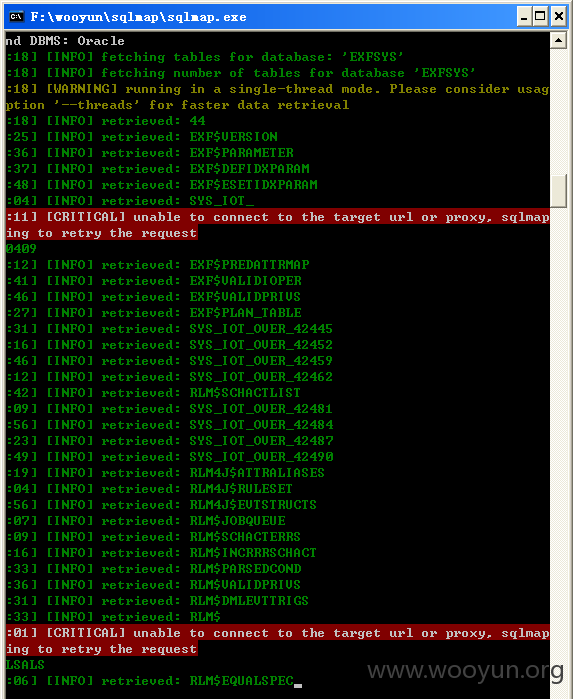 F:\wooyun\sqlmap\sqlmap.exe
nd DBMS: Oracle
:18] [INFO] fetching tables for database: 'EXFSYS'
:18] [INFO] fetching number of tables for database 'EXFSYS'
:18] [WARNING] running in a single-thread mode. Please consider usag
ption '--threads' for faster data retrieval
:18] [INFO] retrieved: 44
:25] [INFO] retrieved: EXF$VERSION
:36] [INFO] retrieved: EXF$PARAMETER
:37] [INFO] retrieved: EXF$DEFIDXPARAM
:48] [INFO] retrieved: EXF$ESETIDXPARAM
:04] [INFO] retrieved: SYS_IOT_
:11] [CRITICAL] unable to connect to the target url or proxy, sqlmap
ing to retry the request
0409
:12] [INFO] retrieved: EXF$PREDATTRMAP
:41] [INFO] retrieved: EXF$VALIDIOPER
:46] [INFO] retrieved: EXF$VALIDPRIVS
:27] [INFO] retrieved: EXF$PLAN_TABLE
:31] [INFO] retrieved: SYS_IOT_OVER_42445
:16] [INFO] retrieved: SYS_IOT_OVER_42452
:46] [INFO] retrieved: SYS_IOT_OVER_42459
:12] [INFO] retrieved: SYS_IOT_OVER_42462
:42] [INFO] retrieved: RLM$SCHACTLIST
:09] [INFO] retrieved: SYS_IOT_OVER_42481
:56] [INFO] retrieved: SYS_IOT_OVER_42484
:23] [INFO] retrieved: SYS_IOT_OVER_42487
:49] [INFO] retrieved: SYS_IOT_OVER_42490
:19] [INFO] retrieved: RLM4J$ATTRALIASES
:04] [INFO] retrieved: RLM4J$RULESET
:56] [INFO] retrieved: RLM4J$EVTSTRUCTS
:07] [INFO] retrieved: RLM$JOBQUEUE
:09] [INFO] retrieved: RLM$SCHACTERRS
:16] [INFO] retrieved: RLM$INCRRRSCHACT
:33] [INFO] retrieved: RLM$PARSEDCOND
:36] [INFO] retrieved: RLM$VALIDPRIVS
:31] [INFO] retrieved: RLM$DMLEVTTRIGS
:33] [INFO] retrieved: RLM$
:01] [CRITICAL] unable to connect to the target url or proxy, sqlmap
ing to retry the request
LSALS
:06] [INFO] retrieved: RLM$EQUALSPEC_
www.wooyun.org